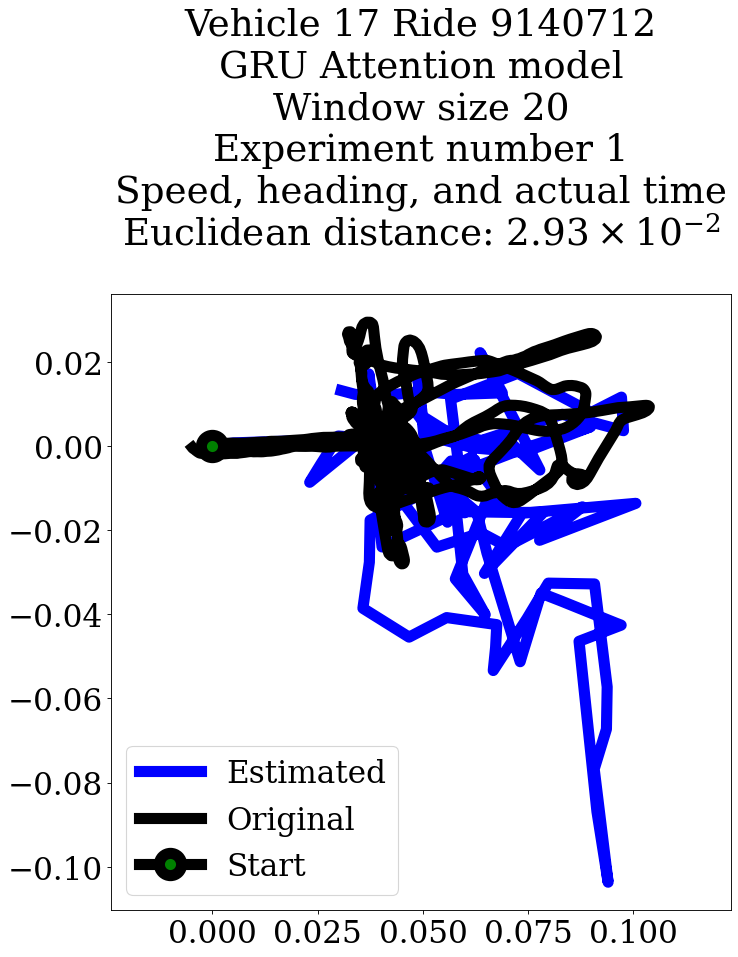 Vehicle 17 Ride 9140712
GRU Attention model
Window size 20
Experiment number 1
Speed, heading, and actual time
Euclidean distance: 2.93 × 10⁻²
0.02
0.00
−0.02
−0.04
−0.06
−0.08
−0.10
Estimated
Original
Start
0.000 0.025 0.050 0.075 0.100